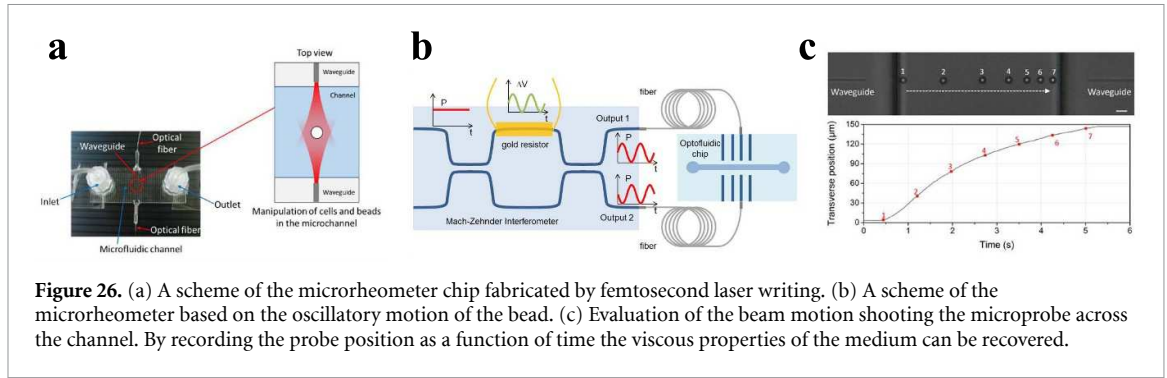 a
Top view
Waveguide
Channel
Waveguide
Manipulation of cells and beads
in the microchannel
Waveguide
Optical
fiber
Inlet
Outlet
Optical fiber
Microfluidic channel
b
P
t
ΔV
t
gold resistor
Output 1
P
t
P
t
Output 2
Mach-Zehnder Interferometer
fiber
Optofluidic
chip
fiber
c
Waveguide
1 2 3 4 5 6 7
Waveguide
Transverse position (µm)
150
120
90
60
30
0
1
2
3
4
5
6
7
0 1 2 3 4 5 6
Time (s)
Figure 26. (a) A scheme of the microrheometer chip fabricated by femtosecond laser writing. (b) A scheme of the
microrheometer based on the oscillatory motion of the bead. (c) Evaluation of the beam motion shooting the microprobe across
the channel. By recording the probe position as a function of time the viscous properties of the medium can be recovered.